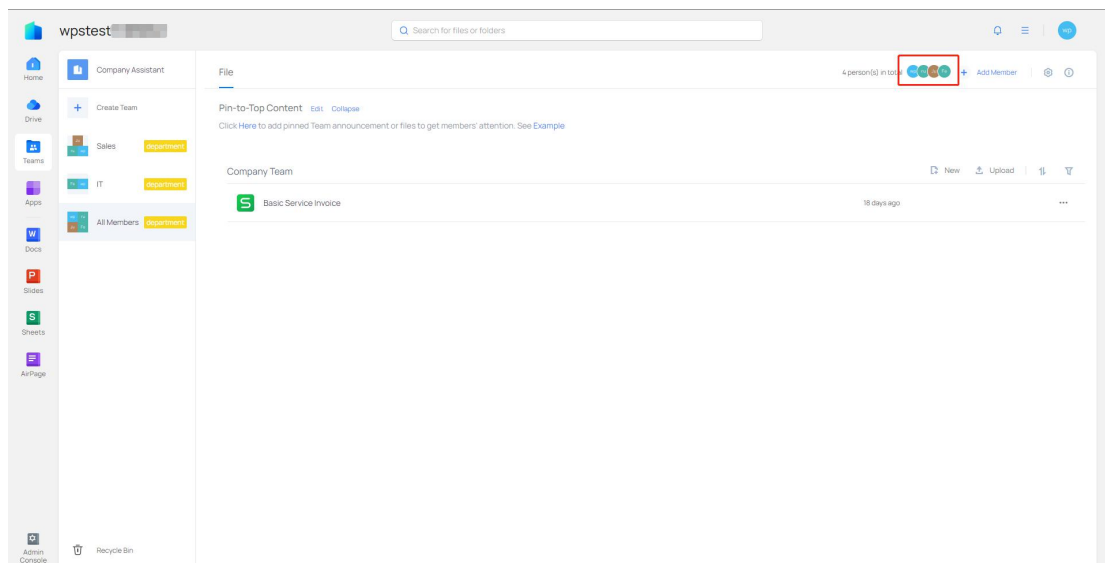 wpstest
Search for files or folders
wp
Home
Drive
Teams
Apps
Docs
Slides
Sheets
AirPage
Admin
Console
Company Assistant
Create Team
Sales department
IT department
All Members department
Recycle Bin
File
4 person(s) in total
+ Add Member
Pin-to-Top Content Edit Collapse
Click Here to add pinned Team announcement or files to get members' attention. See Example
Company Team
New Upload
Basic Service Invoice 18 days ago